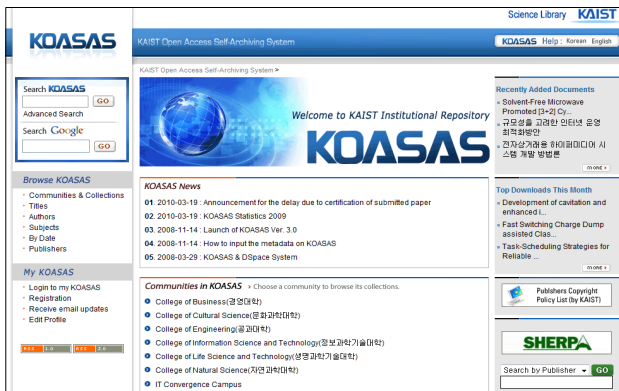 Science Library KAIST
KOASAS
KAIST Open Access Self-Archiving System
KOASAS Help : Korean English
KAIST Open Access Self-Archiving System >
Search KOASAS
GO
Advanced Search
Search Google
GO
Browse KOASAS
Communities & Collections
Titles
Authors
Subjects
By Date
Publishers
My KOASAS
Login to my KOASAS
Registration
Receive email updates
Edit Profile
RSS 1.0 RSS 2.0
Welcome to KAIST Institutional Repository
KOASAS
KOASAS News
01. 2010-03-19 : Announcement for the delay due to certification of submitted paper
02. 2010-03-19 : KOASAS Statistics 2009
03. 2008-11-14 : Launch of KOASAS Ver. 3.0
04. 2008-11-14 : How to input the metadata on KOASAS
05. 2008-03-29 : KOASAS & DSpace System
Communities in KOASAS > Choose a community to browse its collections.
College of Business(경영대학)
College of Cultural Science(문화과학대학)
College of Engineering(공과대학)
College of Information Science and Technology(정보과학기술대학)
College of Life Science and Technology(생명과학기술대학)
College of Natural Science(자연과학대학)
IT Convergence Campus
Recently Added Documents
Solvent-Free Microwave
Promoted [3+2] Cy...
규모성을 고려한 인터넷 운영
최적화방안
전자상거래용 하이퍼미디어 시
스템 개발 방법론
more
Top Downloads This Month
Development of cavitation and
enhanced i...
Fast Switching Charge Dump
assisted Clas...
Task-Scheduling Strategies for
Reliable ...
more
Publishers Copyright
Policy List (by KAIST)
SHERPA
Search by Publisher GO